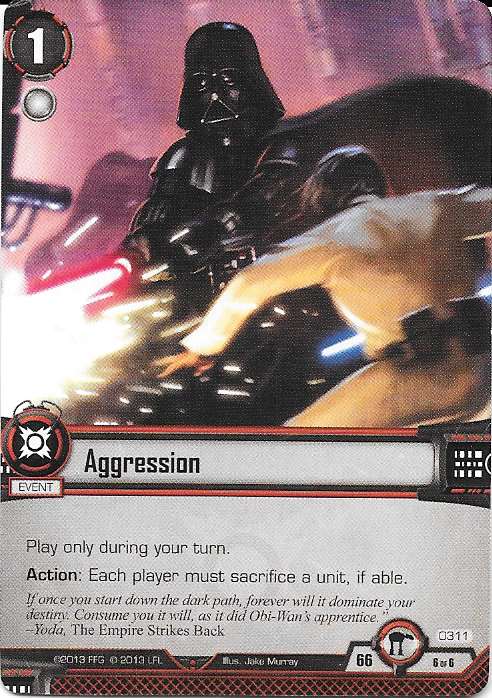 1
Aggression
EVENT
Play only during your turn.
Action: Each player must sacrifice a unit, if able.
If once you start down the dark path, forever will it dominate your
destiny. Consume you it will, as it did Obi-Wan's apprentice."
–Yoda, The Empire Strikes Back
0311
©2013 FFG © 2013 LFL Illus. Jake Murray 66 6 OF 6